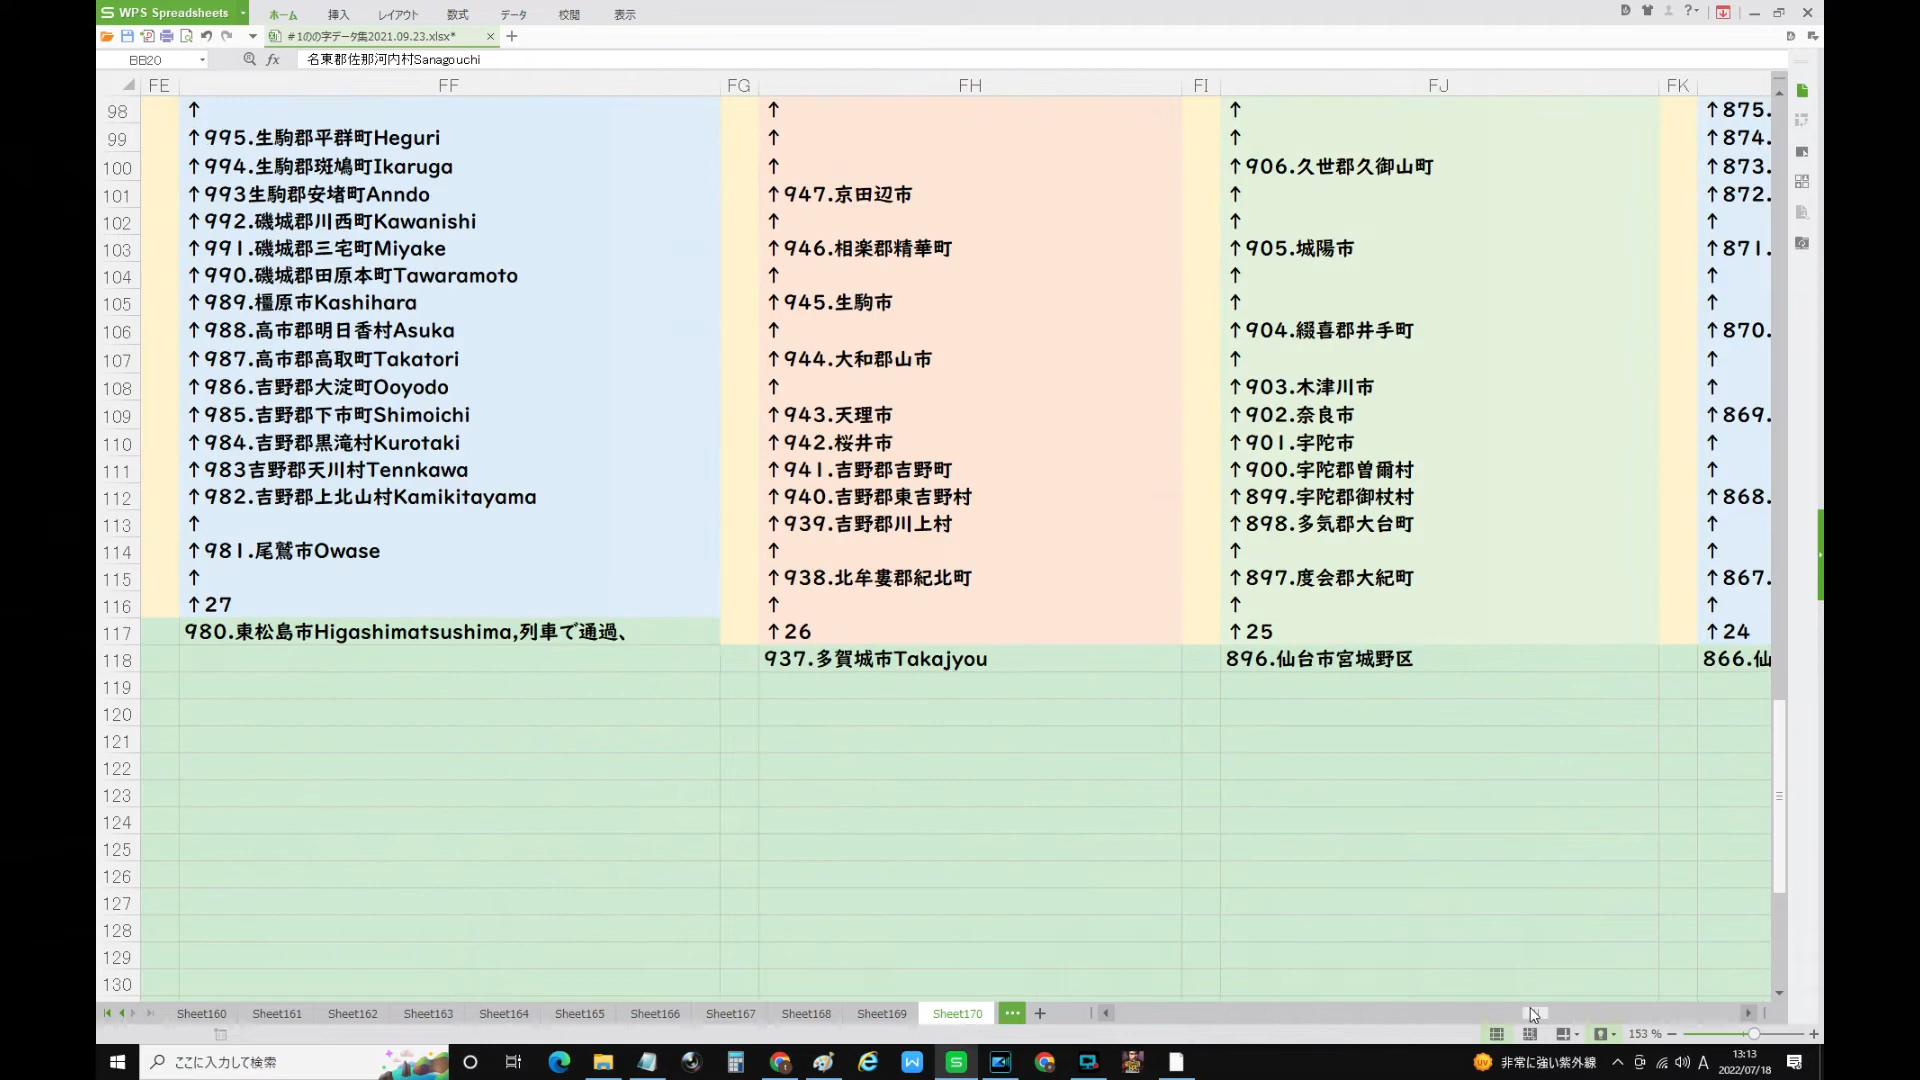 WPS Spreadsheets
ホーム 挿入 レイアウト 数式 データ 校閲 表示
#1のの字データ集2021.09.23.xlsx*
BB20 fx 名東郡佐那河内村Sanagouchi
FE FF FG FH FI FJ FK
98 ↑ ↑ ↑ ↑875.
99 ↑995.生駒郡平群町Heguri ↑ ↑ ↑874.
100 ↑994.生駒郡斑鳩町Ikaruga ↑ ↑906.久世郡久御山町 ↑873.
101 ↑993生駒郡安堵町Anndo ↑947.京田辺市 ↑ ↑872.
102 ↑992.磯城郡川西町Kawanishi ↑ ↑ ↑
103 ↑991.磯城郡三宅町Miyake ↑946.相楽郡精華町 ↑905.城陽市 ↑871.
104 ↑990.磯城郡田原本町Tawaramoto ↑ ↑ ↑
105 ↑989.橿原市Kashihara ↑945.生駒市 ↑ ↑
106 ↑988.高市郡明日香村Asuka ↑ ↑904.綴喜郡井手町 ↑870.
107 ↑987.高市郡高取町Takatori ↑944.大和郡山市 ↑ ↑
108 ↑986.吉野郡大淀町Ooyodo ↑ ↑903.木津川市 ↑
109 ↑985.吉野郡下市町Shimoichi ↑943.天理市 ↑902.奈良市 ↑869.
110 ↑984.吉野郡黒滝村Kurotaki ↑942.桜井市 ↑901.宇陀市 ↑
111 ↑983吉野郡天川村Tennkawa ↑941.吉野郡吉野町 ↑900.宇陀郡曽爾村 ↑
112 ↑982.吉野郡上北山村Kamikitayama ↑940.吉野郡東吉野村 ↑899.宇陀郡御杖村 ↑868.
113 ↑ ↑939.吉野郡川上村 ↑898.多気郡大台町 ↑
114 ↑981.尾鷲市Owase ↑ ↑ ↑
115 ↑ ↑938.北牟婁郡紀北町 ↑897.度会郡大紀町 ↑867.
116 ↑27 ↑ ↑ ↑
117 980.東松島市Higashimatsushima,列車で通過、 ↑26 ↑25 ↑24
118 937.多賀城市Takajyou 896.仙台市宮城野区 866.仙
119
120
121
122
123
124
125
126
127
128
129
130
Sheet160 Sheet161 Sheet162 Sheet163 Sheet164 Sheet165 Sheet166 Sheet167 Sheet168 Sheet169 Sheet170
153 %
ここに入力して検索 非常に強い紫外線 A 13:13
2022/07/18